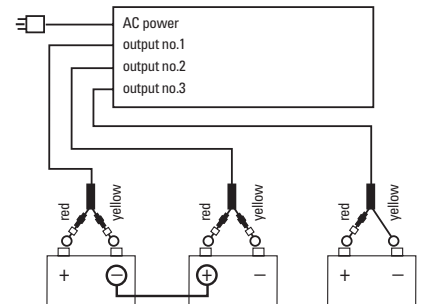 AC power
output no.1
output no.2
output no.3
red
yellow
red
yellow
red
yellow
+
−
+
−
+
−